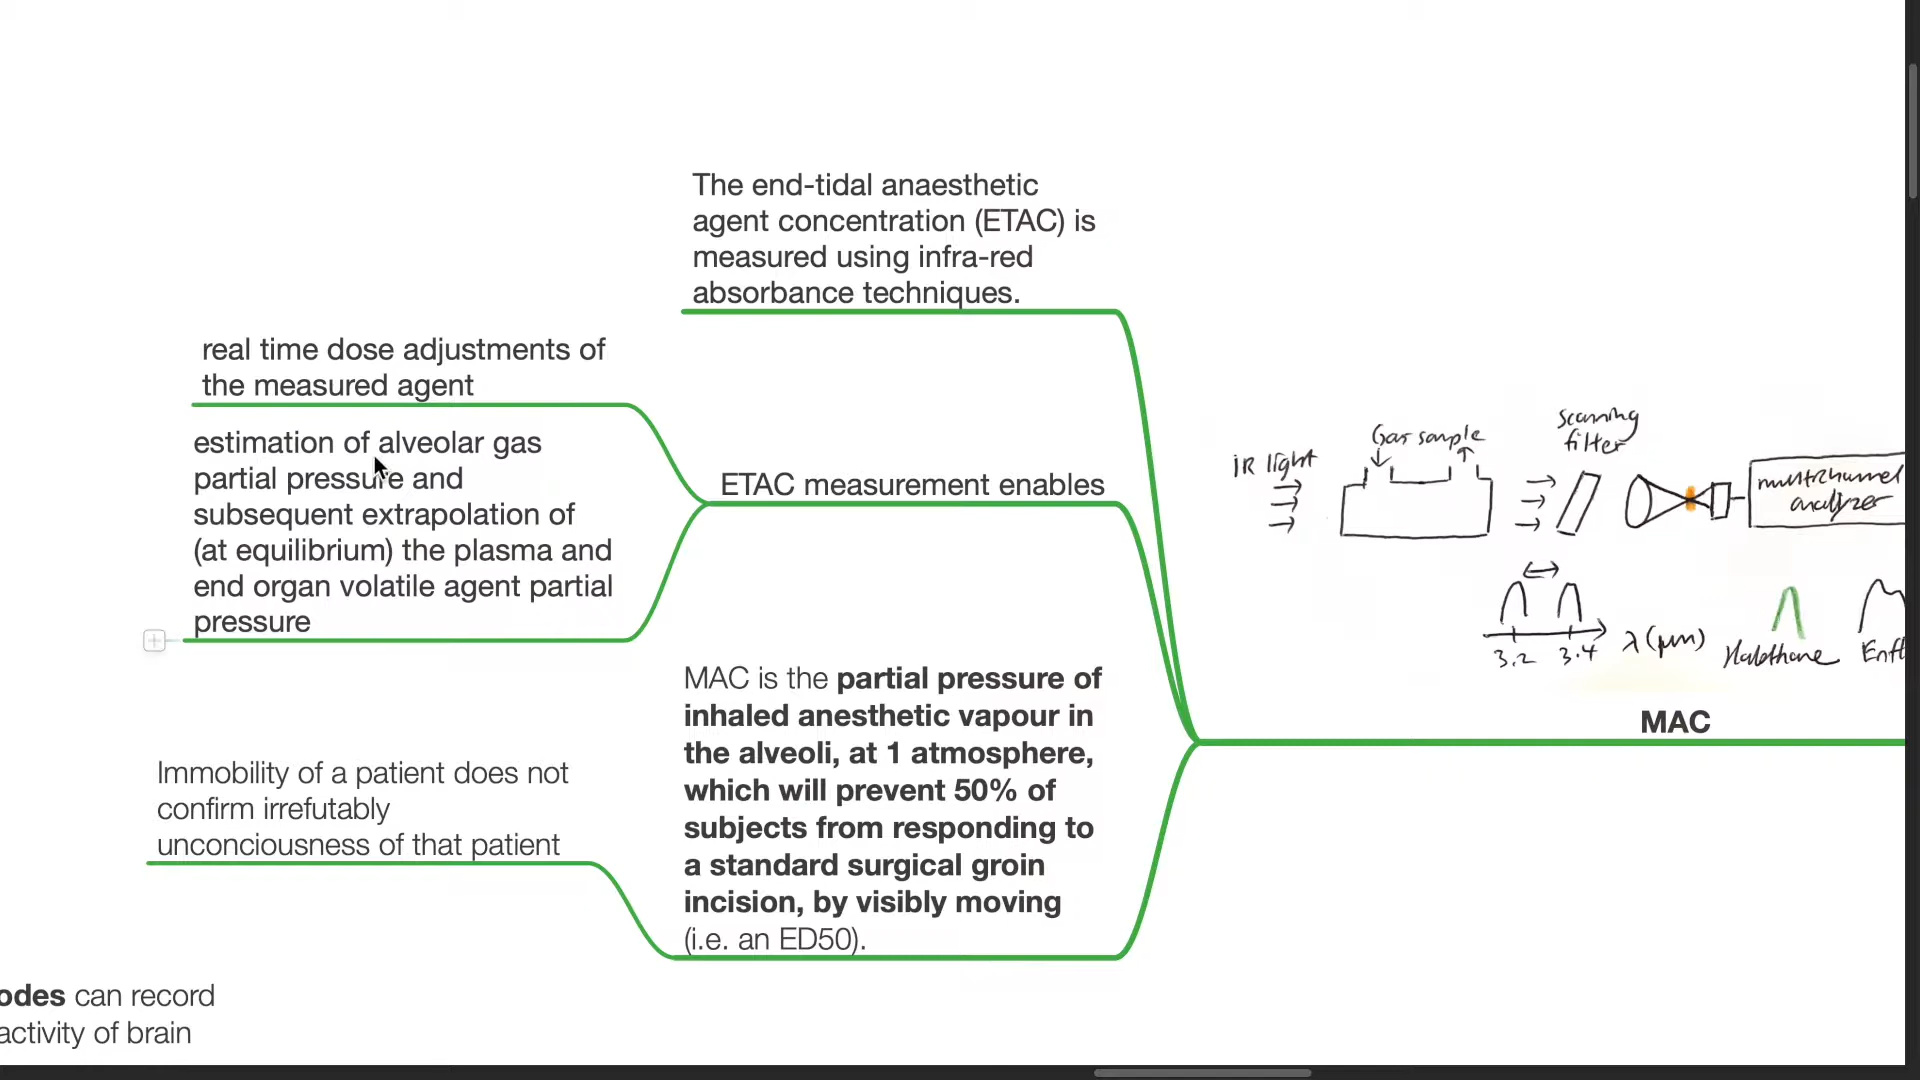 The end-tidal anaesthetic
agent concentration (ETAC) is
measured using infra-red
absorbance techniques.
real time dose adjustments of
the measured agent
estimation of alveolar gas
partial pressure and
subsequent extrapolation of
(at equilibrium) the plasma and
end organ volatile agent partial
pressure
ETAC measurement enables
MAC is the partial pressure of
inhaled anesthetic vapour in
the alveoli, at 1 atmosphere,
which will prevent 50% of
subjects from responding to
a standard surgical groin
incision, by visibly moving
(i.e. an ED50).
Immobility of a patient does not
confirm irrefutably
unconciousness of that patient
odes can record
activity of brain
IR light
Gas sample
Scanning
filter
multichannel
analyzer
3.2 3.4 λ(μm)
Halothane
Enfl
MAC